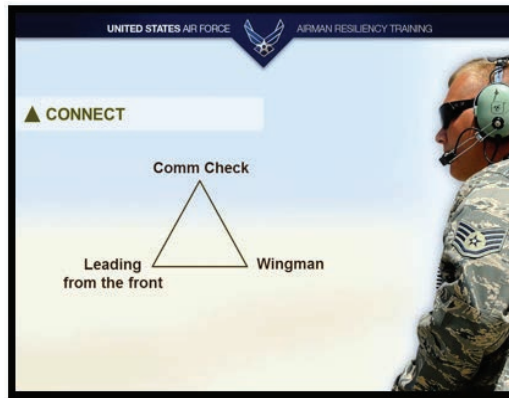 UNITED STATES AIR FORCE AIRMAN RESILIENCY TRAINING
CONNECT
Comm Check
Leading
from the front
Wingman